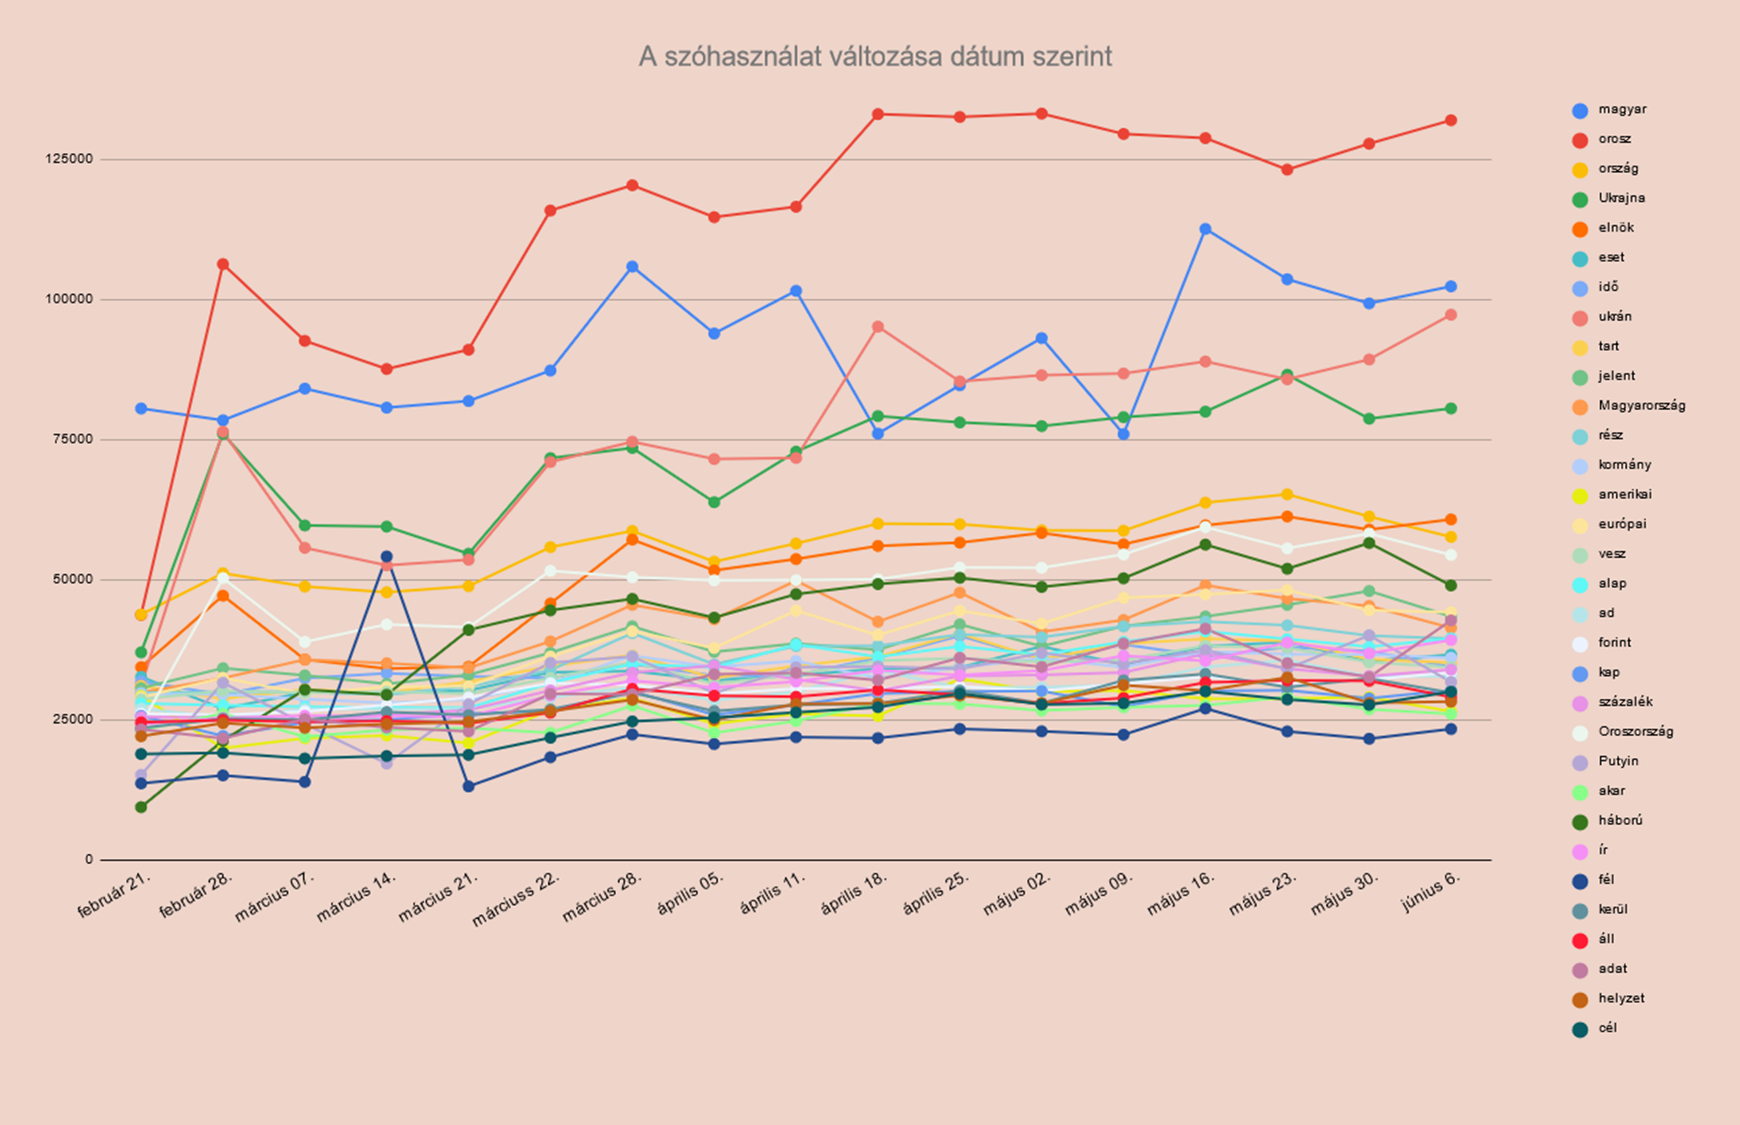 A szóhasználat változása dátum szerint
125000
100000
75000
50000
25000
0
február 21.
február 28.
március 07.
március 14.
március 21.
március 22.
március 28.
április 05.
április 11.
április 18.
április 25.
május 02.
május 09.
május 16.
május 23.
május 30.
június 6.
magyar
orosz
ország
Ukrajna
elnök
eset
idő
ukrán
tart
jelent
Magyarország
rész
kormány
amerikai
európai
vesz
alap
ad
forint
kap
százalék
Oroszország
Putyin
akar
háború
ír
fél
kerül
áll
adat
helyzet
cél